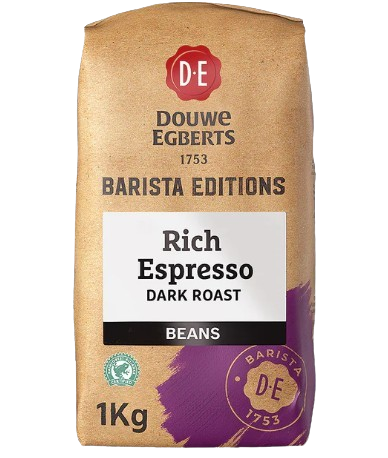 D·E
DOUWE
EGBERTS
1753
BARISTA EDITIONS
Rich
Espresso
DARK ROAST
BEANS
BARISTA
D·E
1753
1Kg